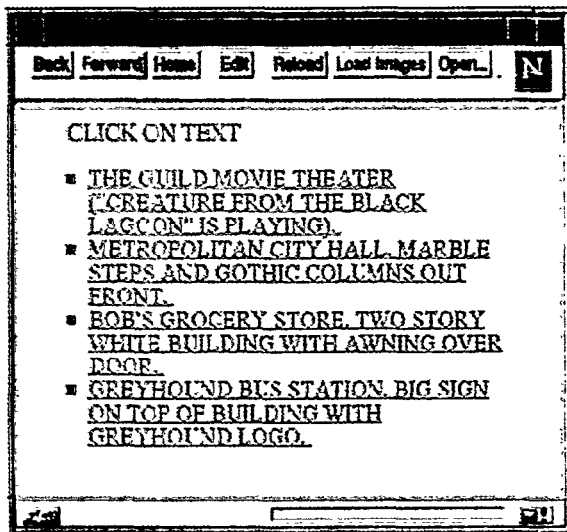 Back Forward Home Edit Reload Load Images Open... N
CLICK ON TEXT
THE GUILD MOVIE THEATER
("CREATURE FROM THE BLACK
LAGOON" IS PLAYING).
METROPOLITAN CITY HALL. MARBLE
STEPS AND GOTHIC COLUMNS OUT
FRONT.
BOB'S GROCERY STORE. TWO STORY
WHITE BUILDING WITH AWNING OVER
DOOR.
GREYHOUND BUS STATION. BIG SIGN
ON TOP OF BUILDING WITH
GREYHOUND LOGO.